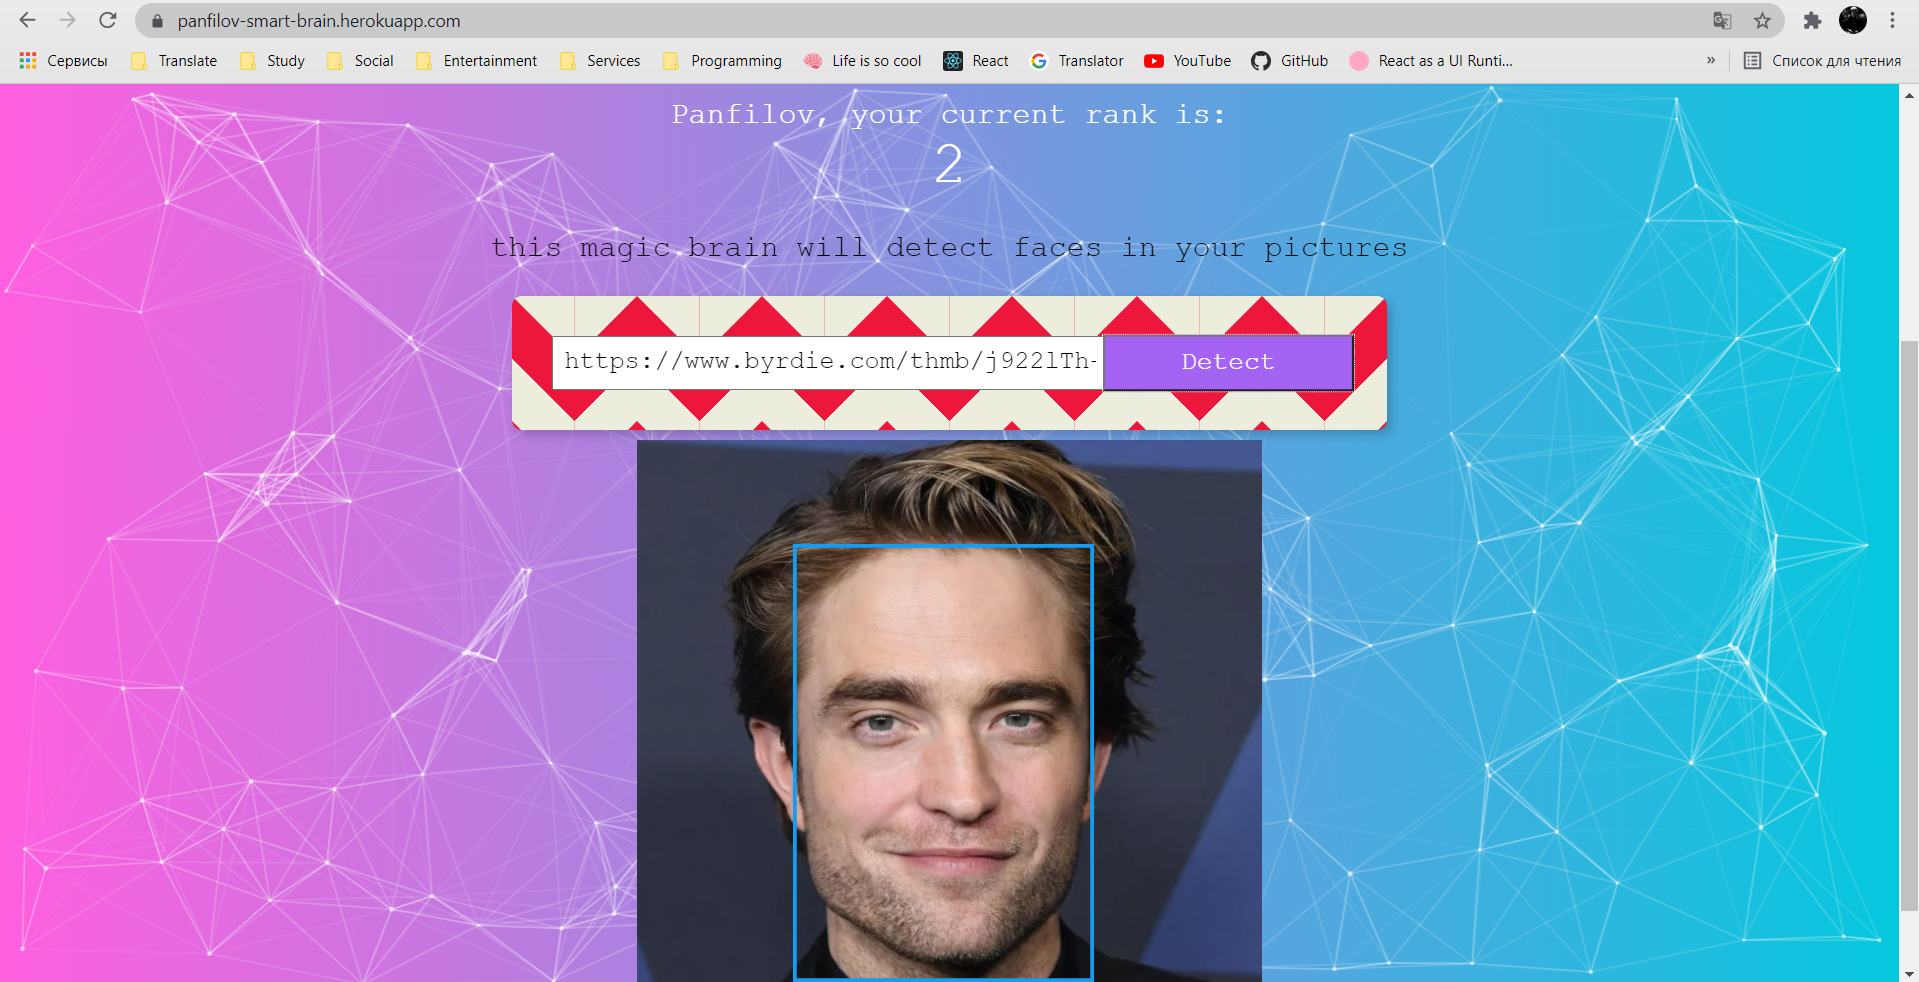 panfilov-smart-brain.herokuapp.com
Сервисы Translate Study Social Entertainment Services Programming Life is so cool React Translator YouTube GitHub React as a UI Runti... » Список для чтения
Panfilov, your current rank is:
2
this magic brain will detect faces in your pictures
https://www.byrdie.com/thmb/j922lTh- Detect